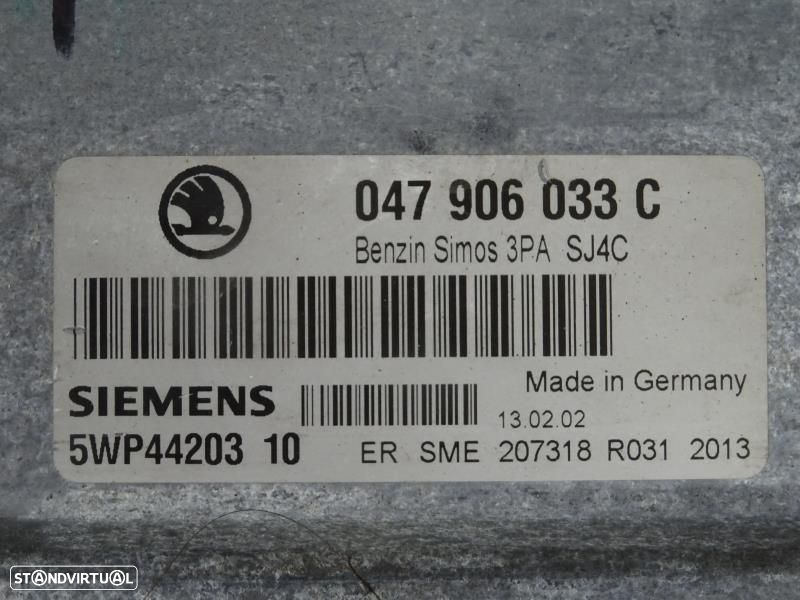 047 906 033 C
Benzin Simos 3PA SJ4C
Made in Germany
SIEMENS
13.02.02
5WP44203 10 ER SME 207318 R031 2013
STANDVIRTUAL